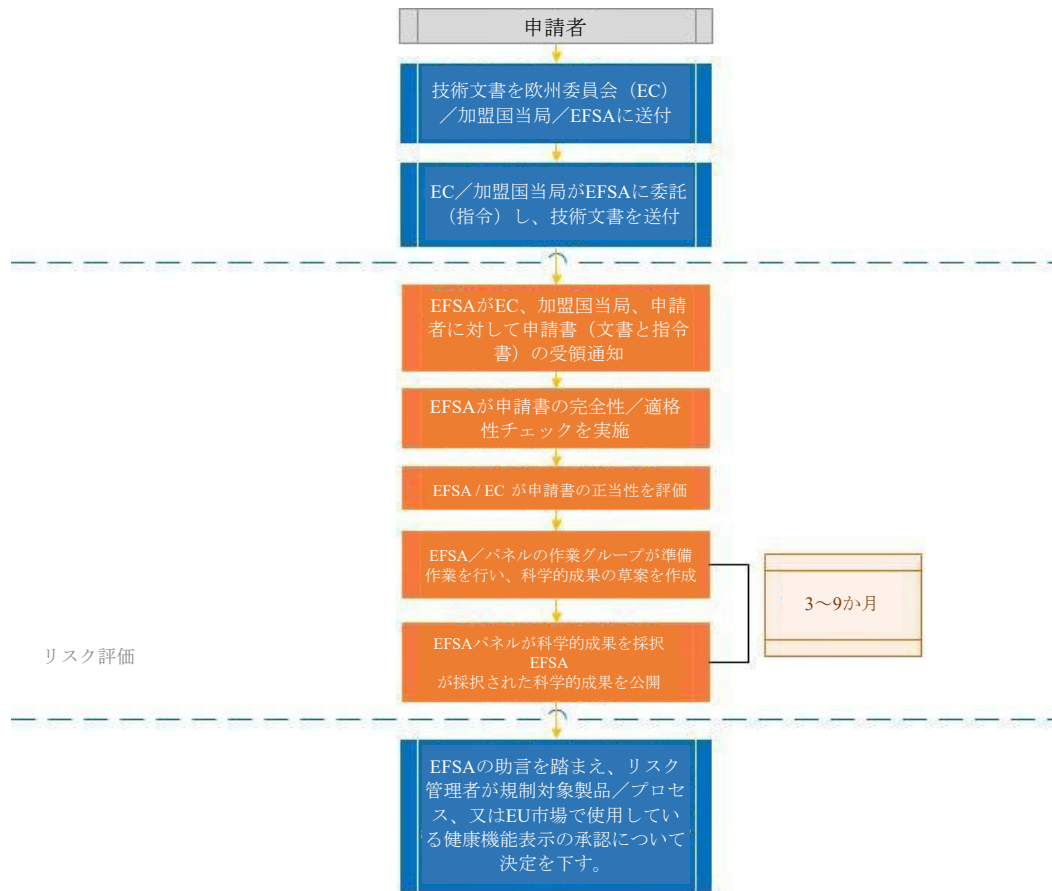 申請者
技術文書を欧州委員会（EC）
／加盟国当局／EFSAに送付
EC／加盟国当局がEFSAに委託
（指令）し、技術文書を送付
EFSAがEC、加盟国当局、申請
者に対して申請書（文書と指令
書）の受領通知
EFSAが申請書の完全性／適格
性チェックを実施
EFSA / EC が申請書の正当性を評価
EFSA／パネルの作業グループが準備
作業を行い、科学的成果の草案を作成
3～9か月
リスク評価
EFSAパネルが科学的成果を採択
EFSA
が採択された科学的成果を公開
EFSAの助言を踏まえ、リスク
管理者が規制対象製品／プロセ
ス、又はEU市場で使用してい
る健康機能表示の承認について
決定を下す。